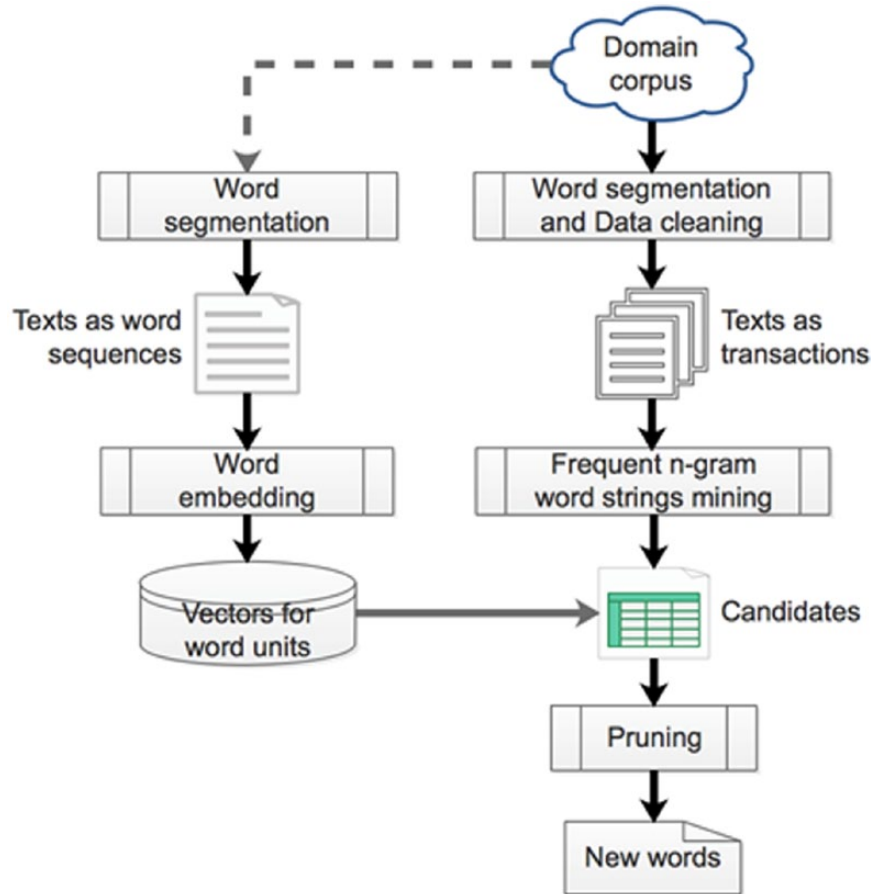 Domain
corpus
Word
segmentation
Word segmentation
and Data cleaning
Texts as word
sequences
Texts as
transactions
Word
embedding
Frequent n-gram
word strings mining
Vectors for
word units
Candidates
Pruning
New words